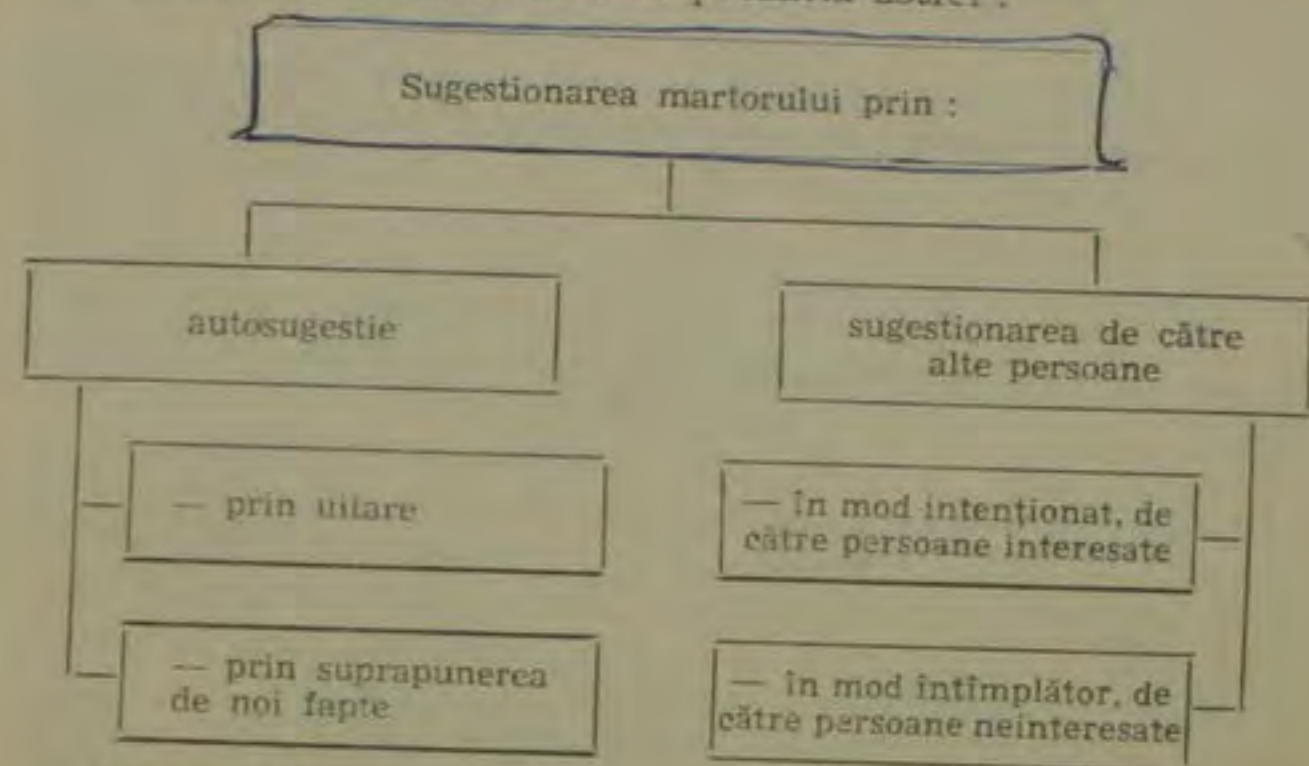 astfel :
Sugestionarea martorului prin :
autosugestie
sugestionarea de către
alte persoane
— prin uitare
— în mod intenționat, de
către persoane interesate
— prin suprapunerea
de noi fapte
— în mod întîmplător, de
către persoane neinteresate